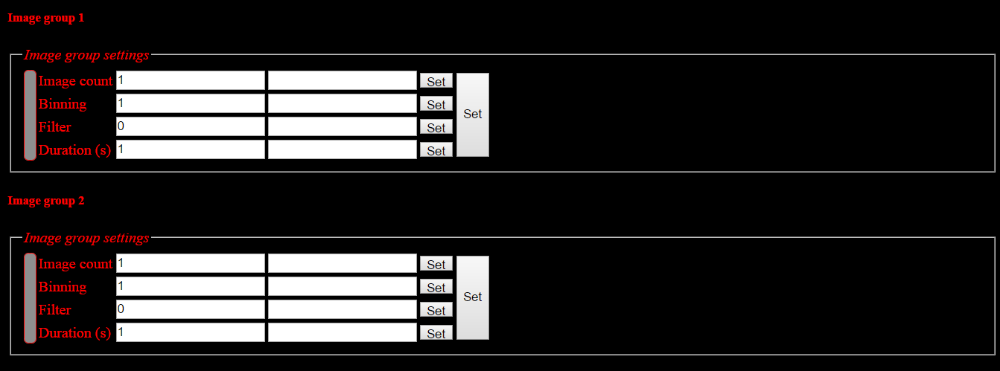 Image group 1
Image group settings
Image count 1 Set
Binning 1 Set
Filter 0 Set
Duration (s) 1 Set
Set
Image group 2
Image group settings
Image count 1 Set
Binning 1 Set
Filter 0 Set
Duration (s) 1 Set
Set